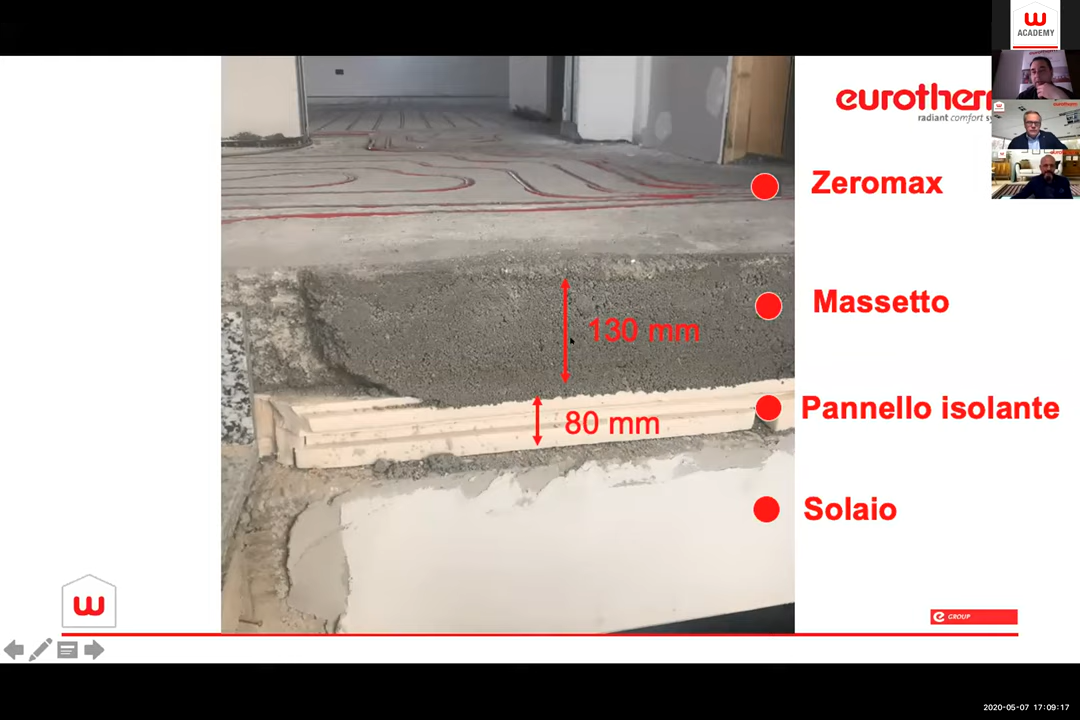 W
ACADEMY
eurotherm
radiant comfort sy
Zeromax
Massetto
130 mm
Pannello isolante
80 mm
Solaio
W
e GROUP
2020-05-07 17:09:17